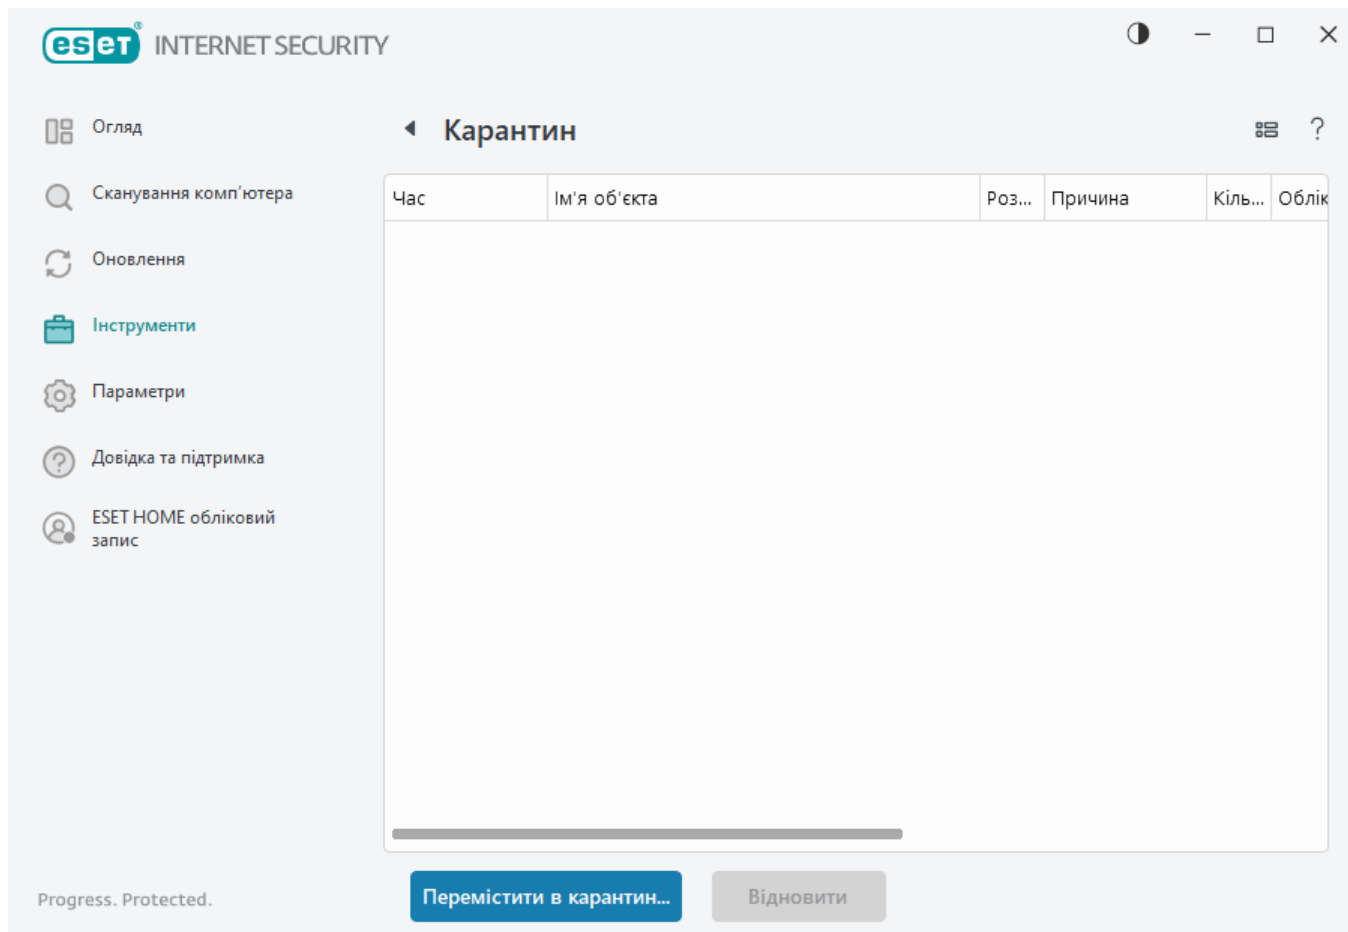 eset® INTERNET SECURITY
Огляд
Сканування комп'ютера
Оновлення
Інструменти
Параметри
Довідка та підтримка
ESET HOME обліковий
запис
Карантин
?
Час Ім'я об'єкта Роз... Причина Кіль... Облік
Перемістити в карантин... Відновити
Progress. Protected.